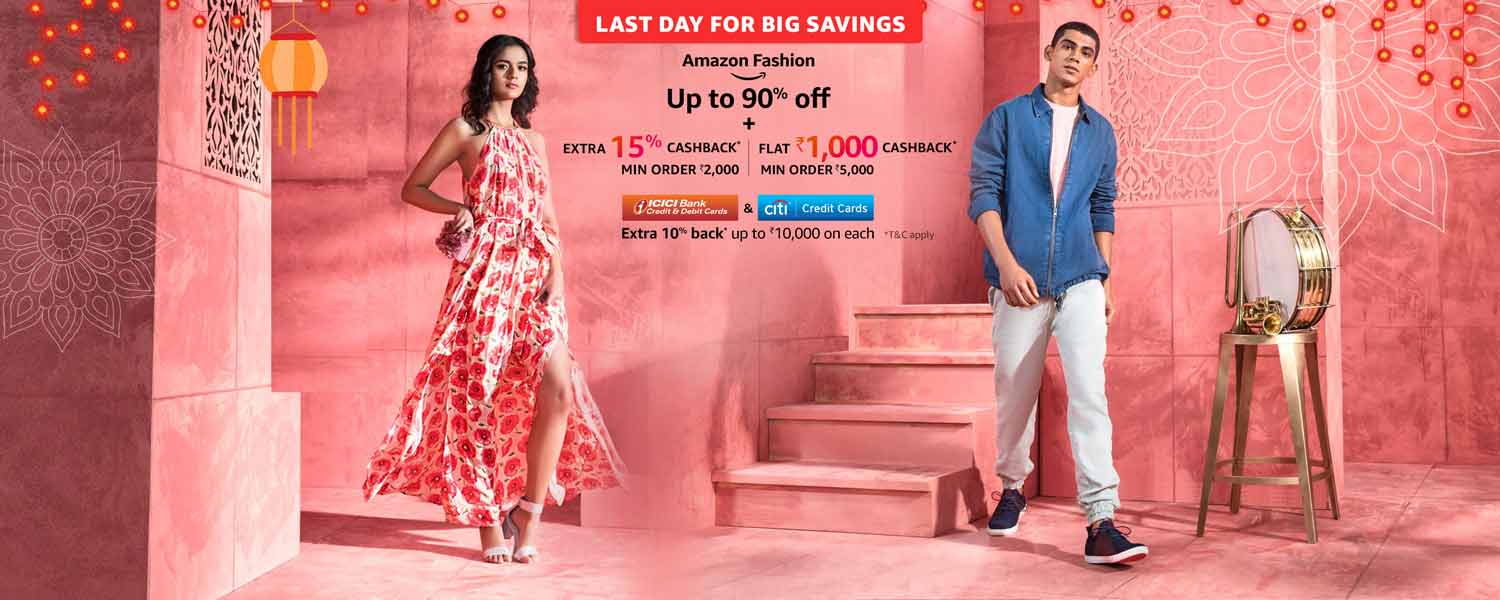 LAST DAY FOR BIG SAVINGS
Amazon Fashion
Up to 90% off
+
EXTRA 15% CASHBACK*
MIN ORDER ₹2,000
FLAT ₹1,000 CASHBACK*
MIN ORDER ₹5,000
ICICI Bank
Credit & Debit Cards
&
citi Credit Cards
Extra 10% back* up to ₹10,000 on each *T&C apply